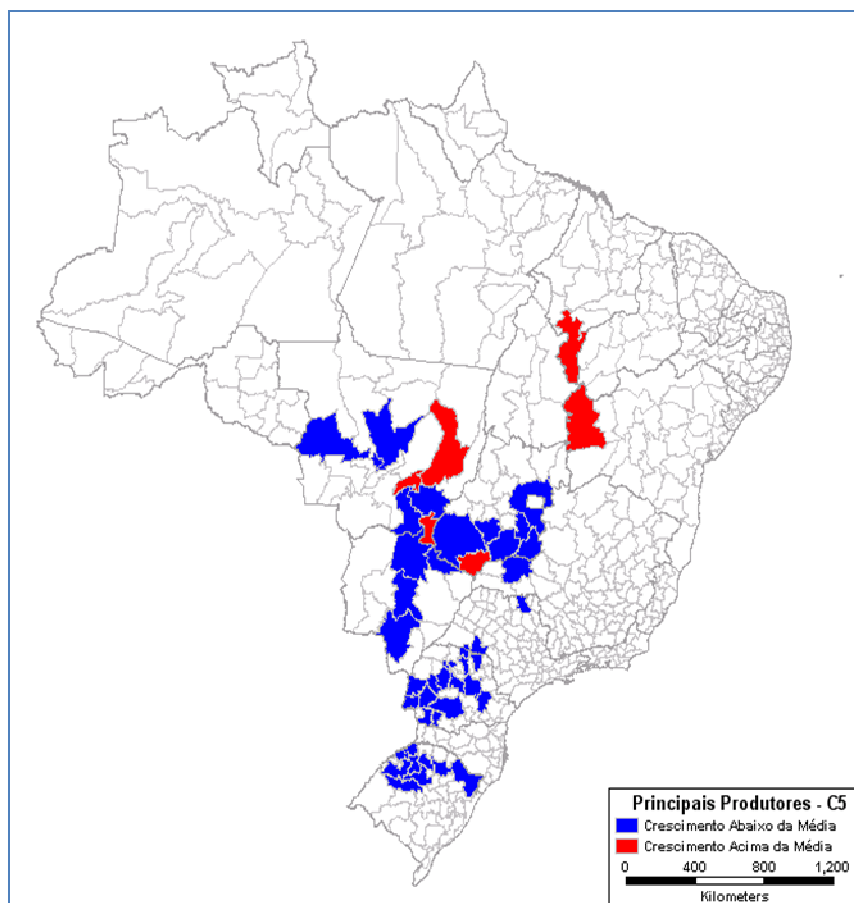 Principais Produtores - C5
Crescimento Abaixo da Média
Crescimento Acima da Média
0 400 800 1,200
Kilometers